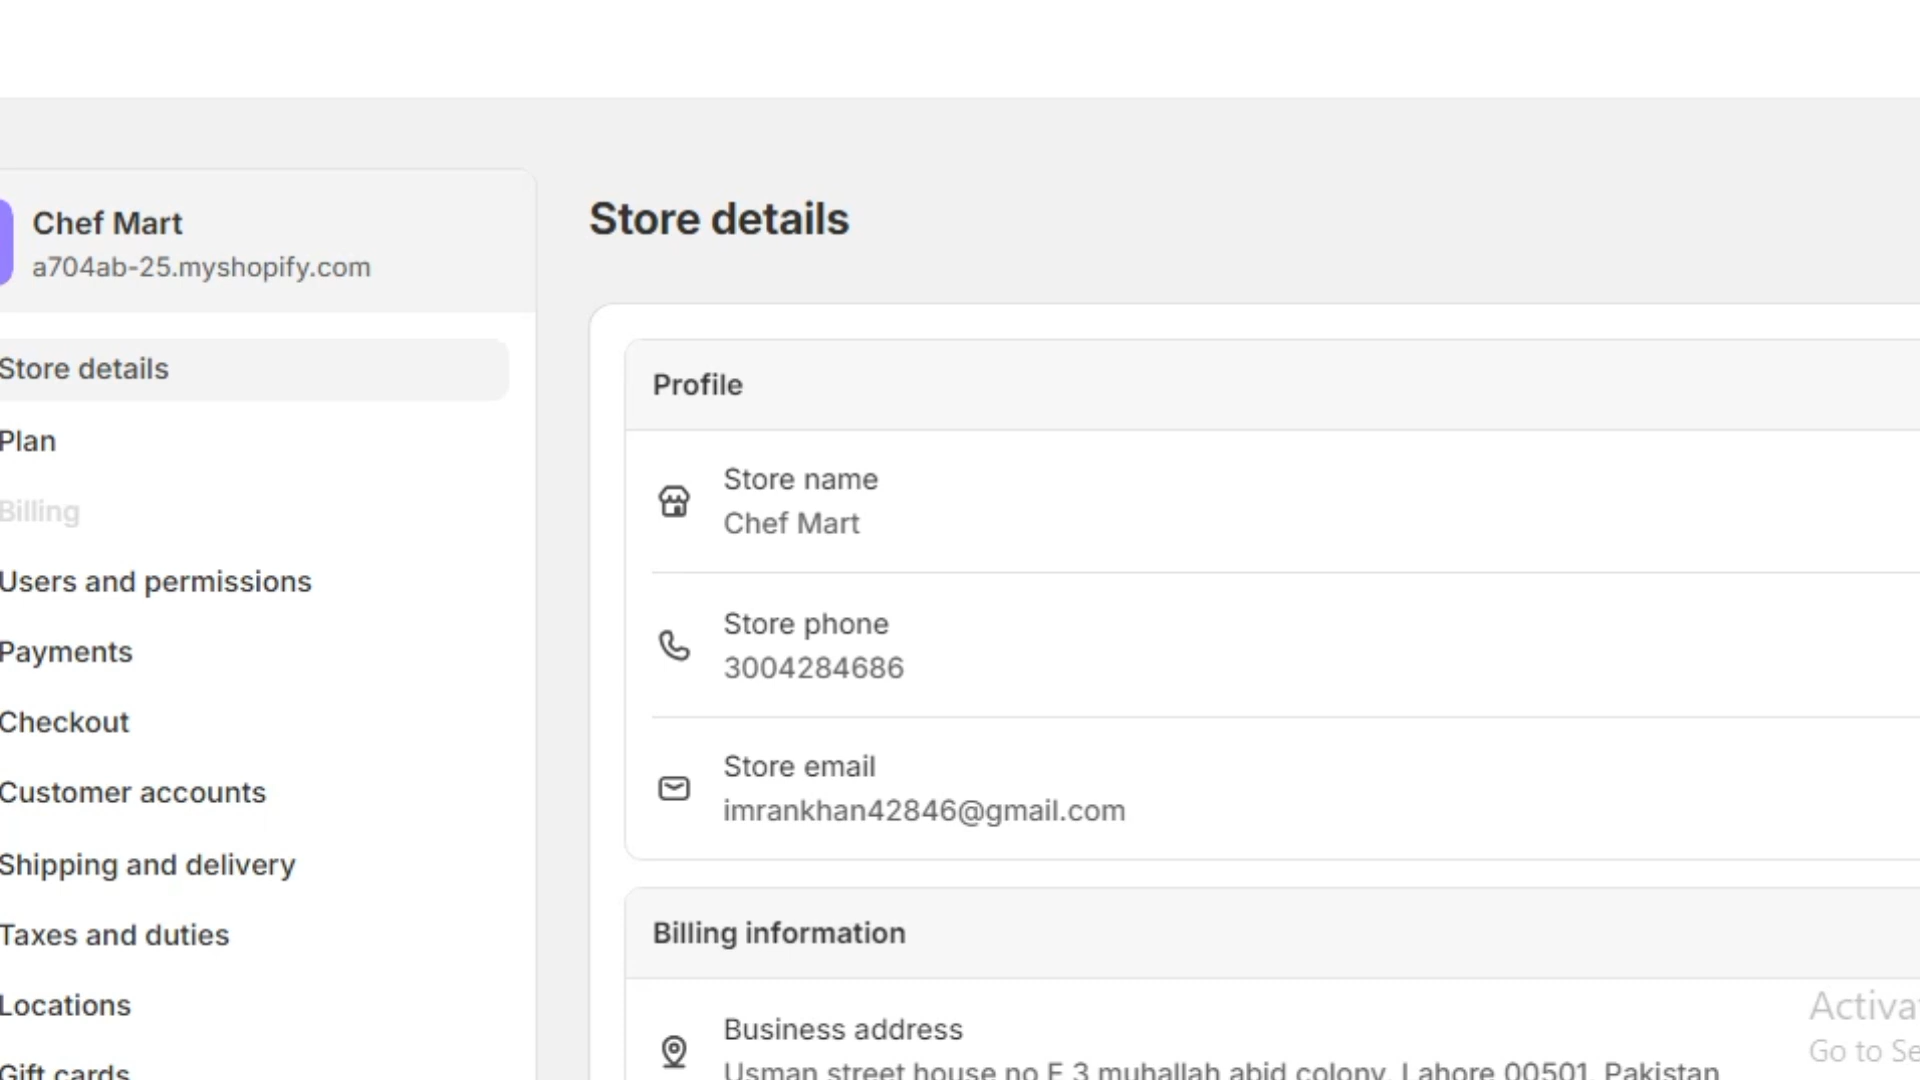 Chef Mart
a704ab-25.myshopify.com
Store details
Plan
Billing
Users and permissions
Payments
Checkout
Customer accounts
Shipping and delivery
Taxes and duties
Locations
Gift cards
Store details
Profile
Store name
Chef Mart
Store phone
3004284686
Store email
imrankhan42846@gmail.com
Billing information
Business address
Usman street house no E 3 muhallah abid colony, Lahore 00501, Pakistan
Go to